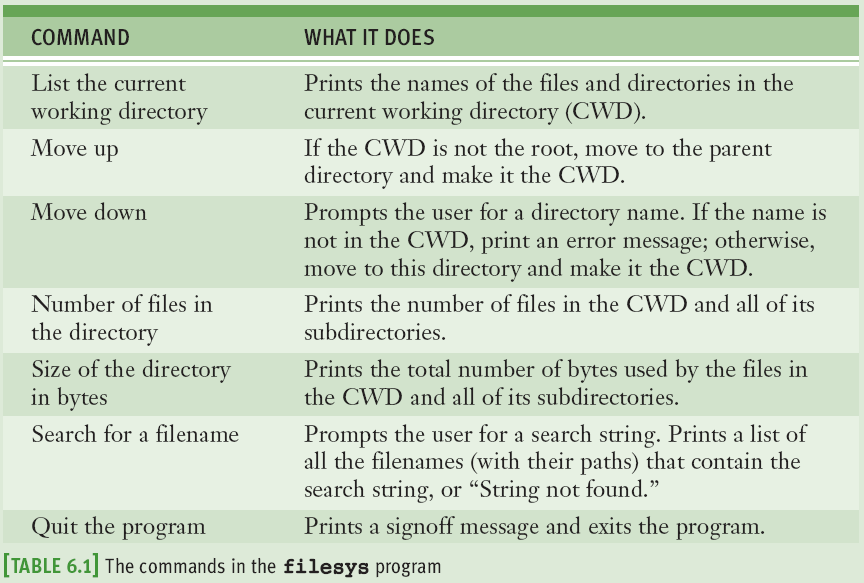 COMMAND WHAT IT DOES
List the current Prints the names of the files and directories in the
working directory current working directory (CWD).
Move up If the CWD is not the root, move to the parent
directory and make it the CWD.
Move down Prompts the user for a directory name. If the name is
not in the CWD, print an error message; otherwise,
move to this directory and make it the CWD.
Number of files in Prints the number of files in the CWD and all of its
the directory subdirectories.
Size of the directory Prints the total number of bytes used by the files in
in bytes the CWD and all of its subdirectories.
Search for a filename Prompts the user for a search string. Prints a list of
all the filenames (with their paths) that contain the
search string, or “String not found.”
Quit the program Prints a signoff message and exits the program.
[TABLE 6.1] The commands in the filesys program